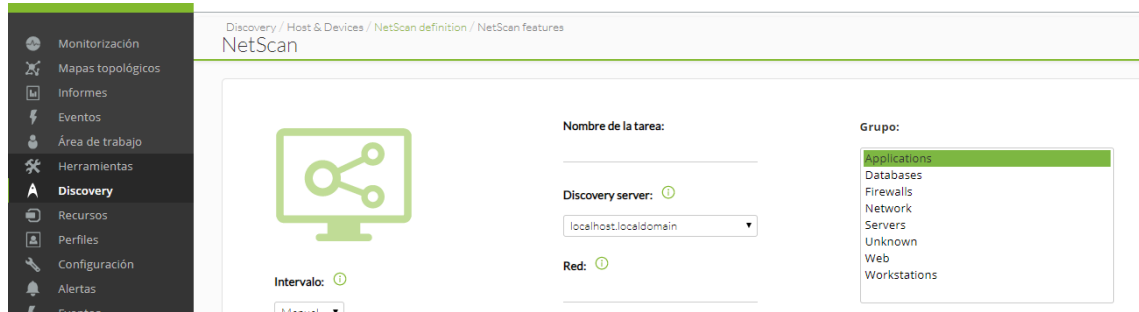 Discovery / Host & Devices / NetScan definition / NetScan features
NetScan
Monitorización
Mapas topológicos
Informes
Eventos
Área de trabajo
Herramientas
Discovery
Recursos
Perfiles
Configuración
Alertas
Eventos
Intervalo:
Manual
Nombre de la tarea:
Discovery server:
localhost.localdomain
Red:
Grupo:
Applications
Databases
Firewalls
Network
Servers
Unknown
Web
Workstations